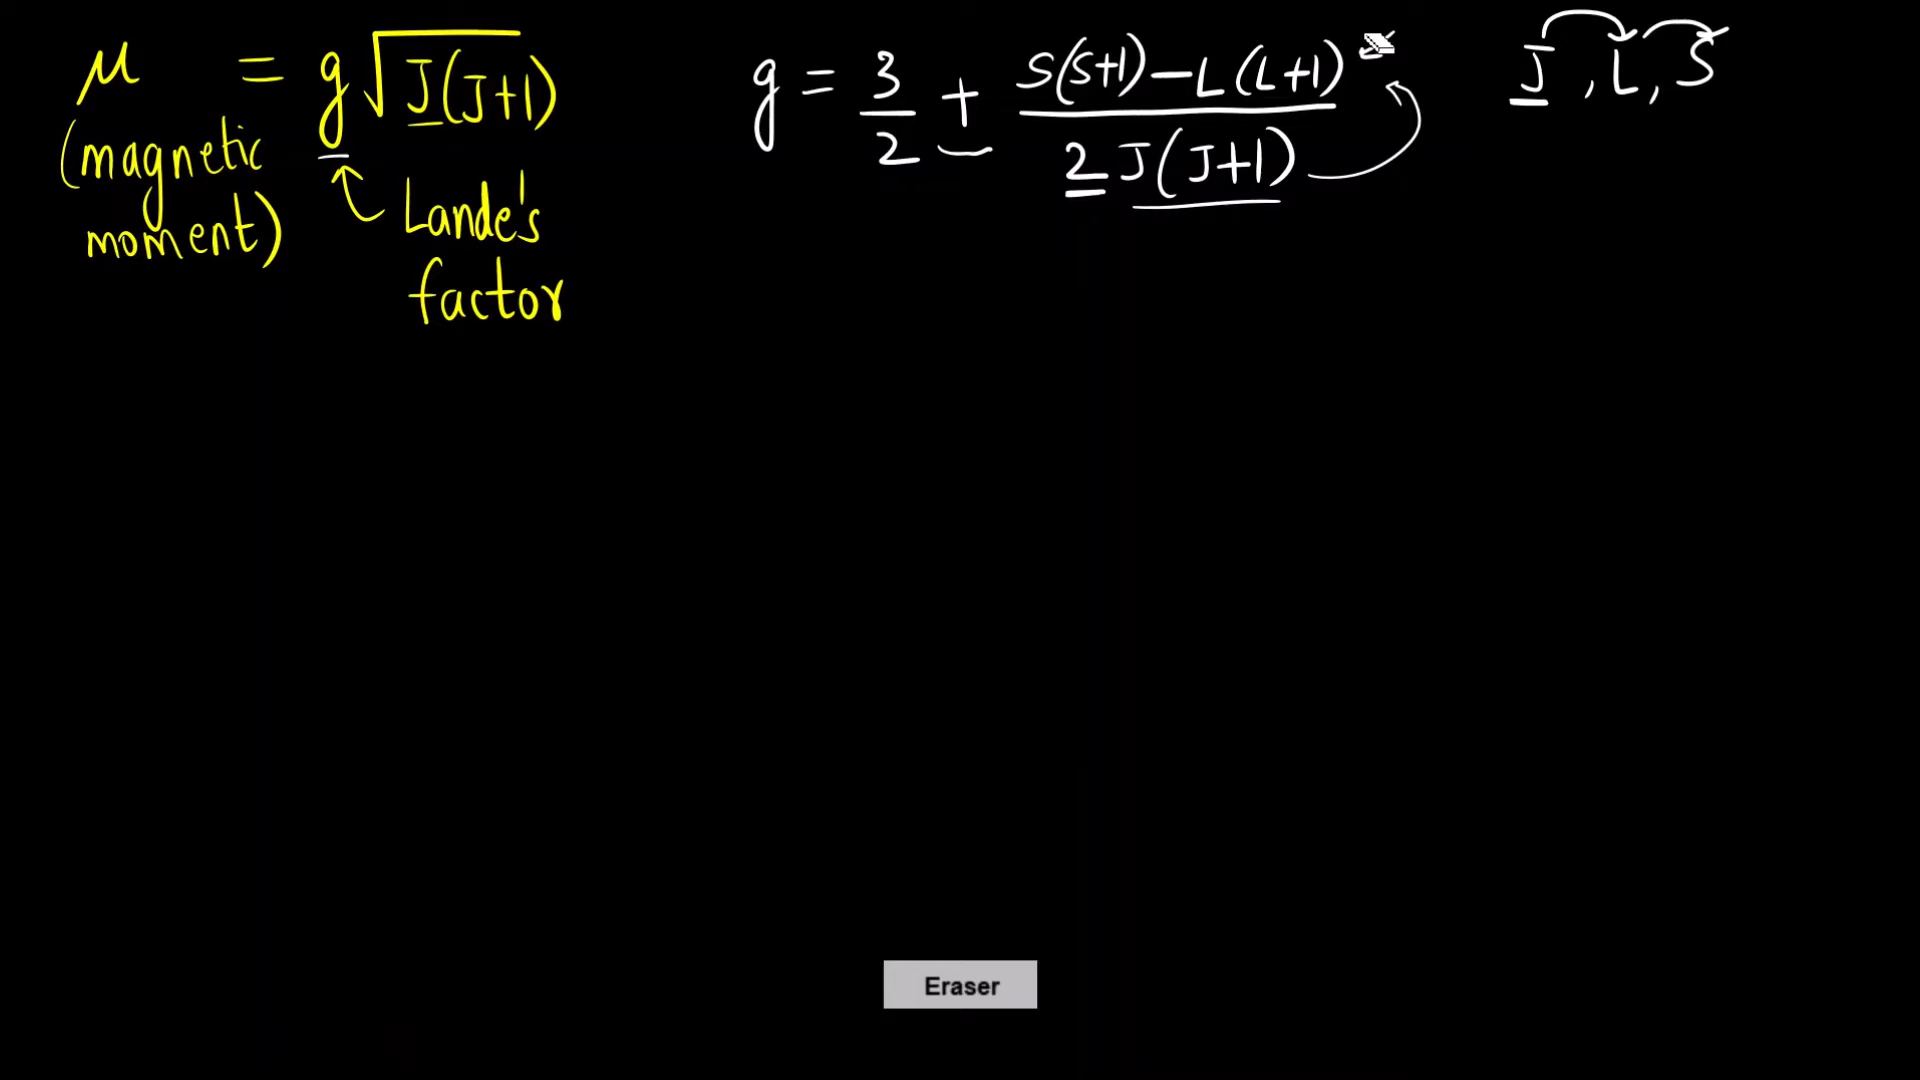 μ = g√J(J+1)
(magnetic
moment)
Lande's
factor
g = 3/2 + S(S+1)-L(L+1)/2J(J+1)
J, L, S
Eraser